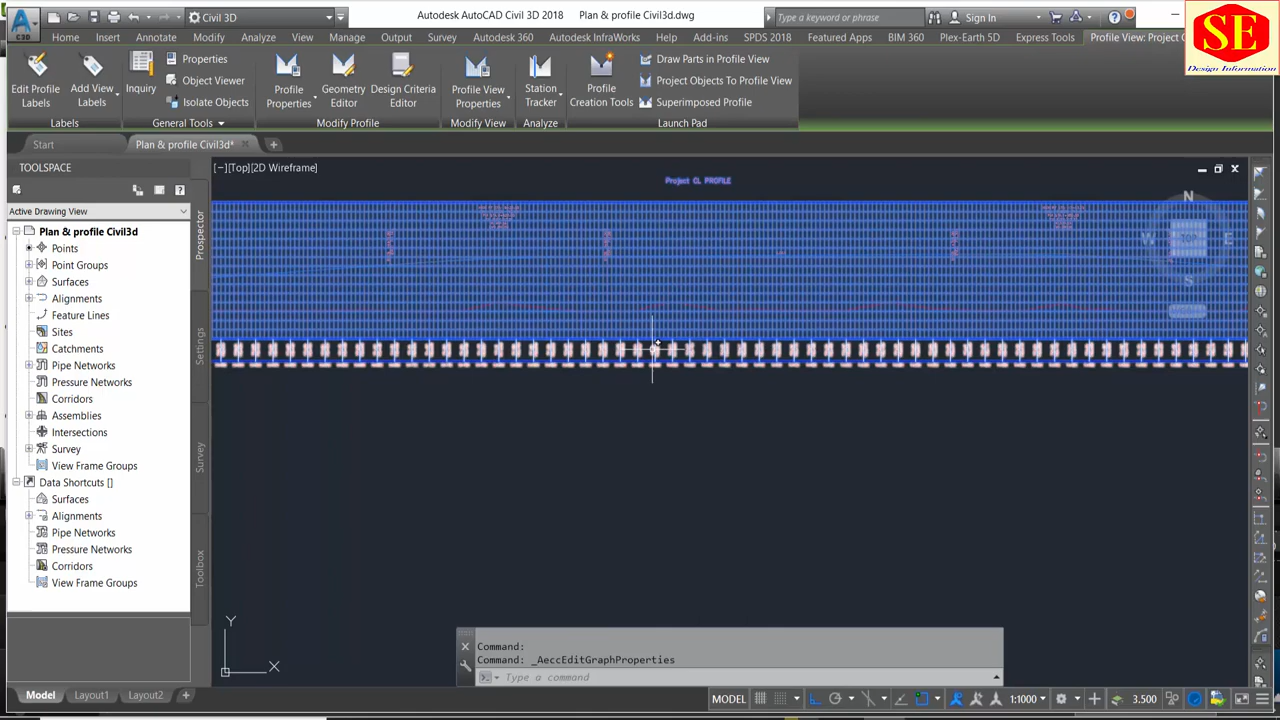 Civil 3D
Autodesk AutoCAD Civil 3D 2018 Plan & profile Civil3d.dwg
Type a keyword or phrase
Sign In
SE
Design Information
C3D
Home Insert Annotate Modify Analyze View Manage Output Survey Autodesk 360 Autodesk InfraWorks Help Add-ins SPDS 2018 Featured Apps BIM 360 Plex-Earth 5D Express Tools Profile View: Project C
Edit Profile Labels
Add View Labels
Labels
Inquiry
Properties
Object Viewer
Isolate Objects
General Tools
Profile Properties
Geometry Editor
Design Criteria Editor
Modify Profile
Profile View Properties
Modify View
Station Tracker
Analyze
Profile Creation Tools
Draw Parts in Profile View
Project Objects To Profile View
Superimposed Profile
Launch Pad
Start
Plan & profile Civil3d*
TOOLSPACE
Active Drawing View
Plan & profile Civil3d
Points
Point Groups
Surfaces
Alignments
Feature Lines
Sites
Catchments
Pipe Networks
Pressure Networks
Corridors
Assemblies
Intersections
Survey
View Frame Groups
Data Shortcuts []
Surfaces
Alignments
Pipe Networks
Pressure Networks
Corridors
View Frame Groups
Prospector
Settings
Survey
Toolbox
[−][Top][2D Wireframe]
Project CL PROFILE
N
W
E
S
Y
X
Command:
Command: _AeccEditGraphProperties
Type a command
Model Layout1 Layout2
MODEL
1:1000
3.500